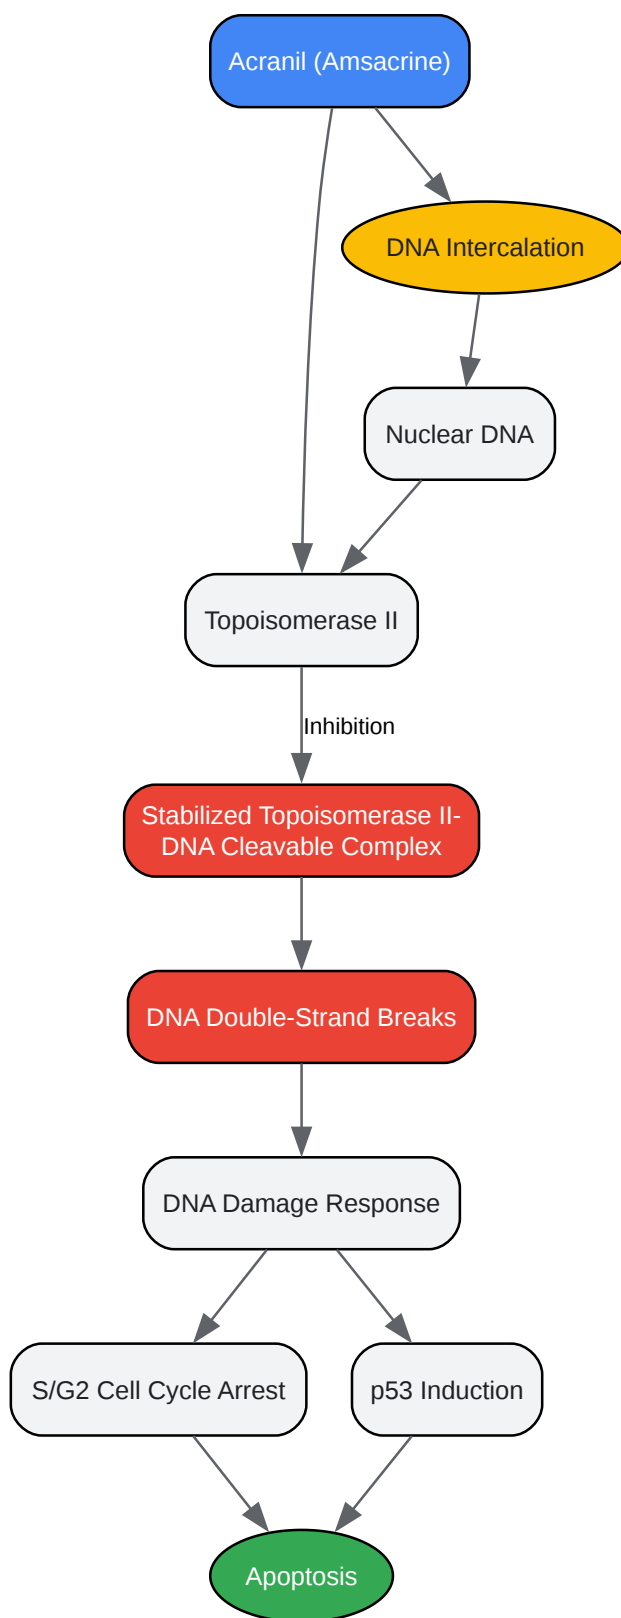 Acranil (Amsacrine)
DNA Intercalation
Nuclear DNA
Topoisomerase II
Inhibition
Stabilized Topoisomerase II-
DNA Cleavable Complex
DNA Double-Strand Breaks
DNA Damage Response
S/G2 Cell Cycle Arrest
p53 Induction
Apoptosis